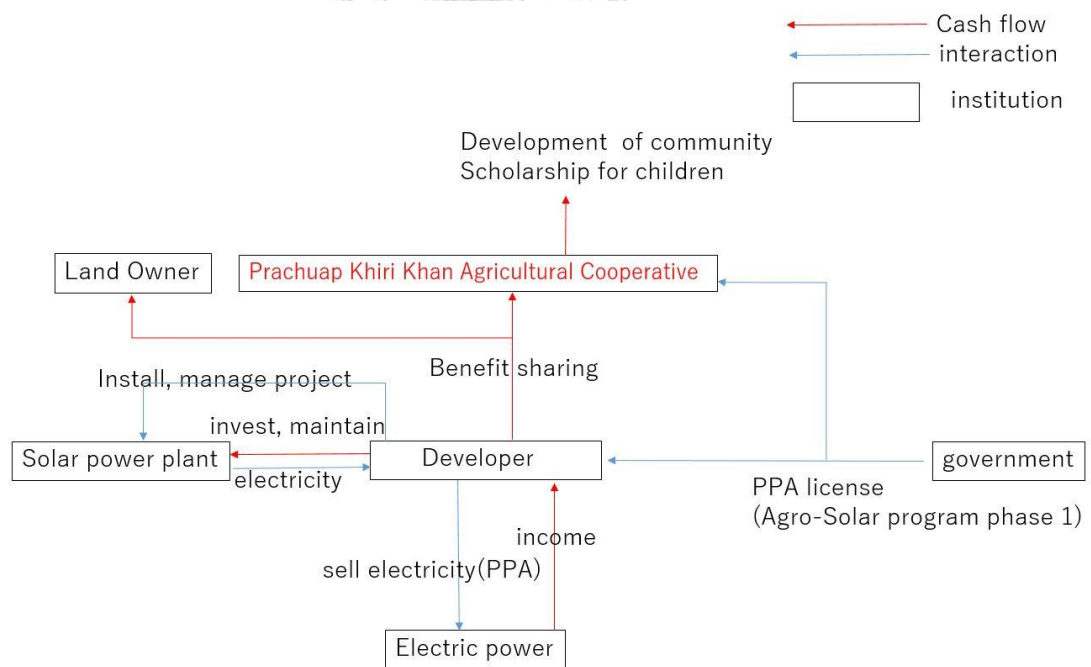 Cash flow
interaction
institution
Development of community
Scholarship for children
Land Owner
Prachuap Khiri Khan Agricultural Cooperative
Benefit sharing
Install, manage project
invest, maintain
Solar power plant
Developer
government
electricity
PPA license
(Agro-Solar program phase 1)
income
sell electricity(PPA)
Electric power